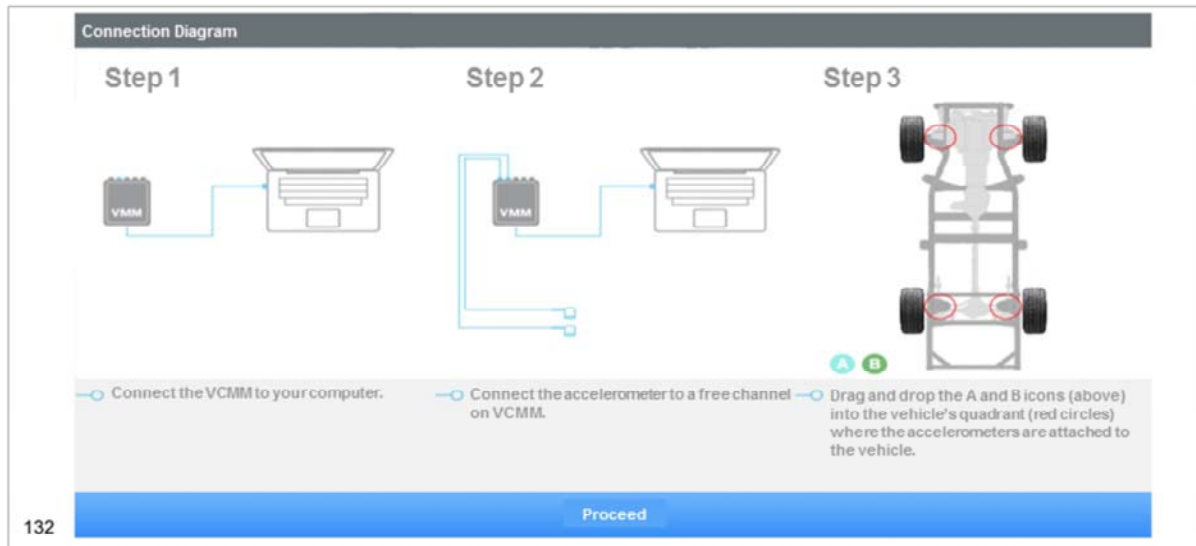 Connection Diagram
Step 1
Step 2
Step 3
VMM
VMM
A B
Connect the VCMM to your computer.
Connect the accelerometer to a free channel
on VCMM.
Drag and drop the A and B icons (above)
into the vehicle's quadrant (red circles)
where the accelerometers are attached to
the vehicle.
Proceed
132